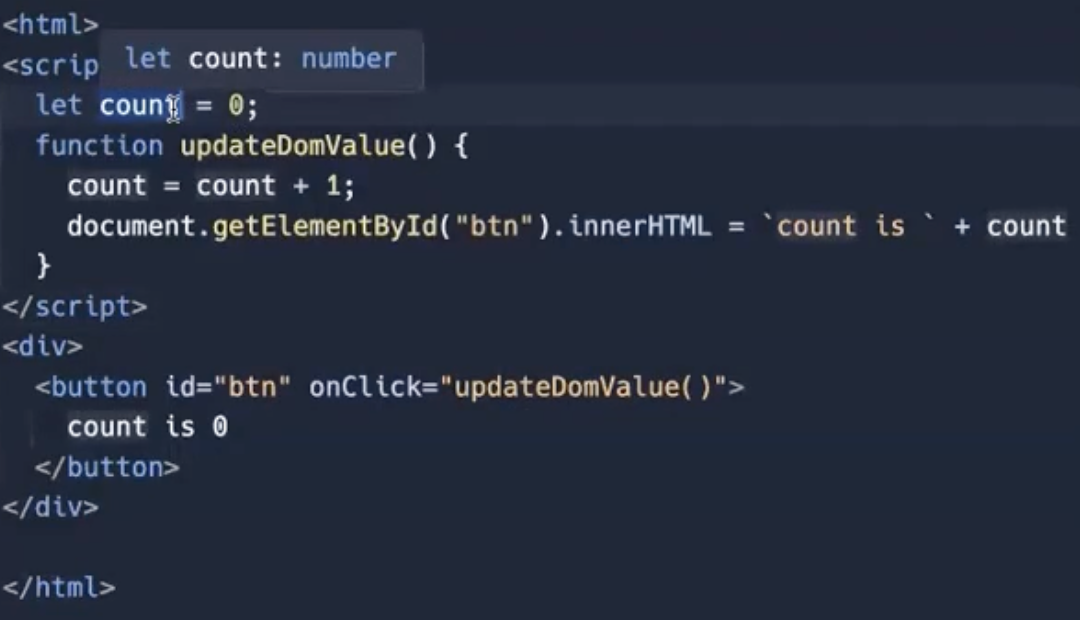 <html>
let count: number
<scrip
let count = 0;
function updateDomValue() {
count = count + 1;
document.getElementById("btn").innerHTML = `count is ` + count
}
</script>
<div>
<button id="btn" onClick="updateDomValue()">
count is 0
</button>
</div>
</html>